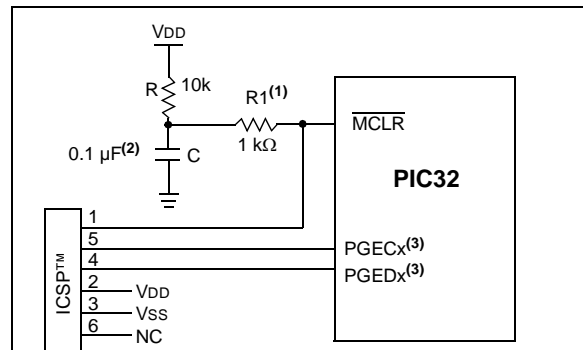 VDD
R 10k
R1(1)
1 kΩ
0.1 µF(2) C
MCLR
PIC32
ICSP™
1
5
4
2
3
6
PGECx(3)
PGEDx(3)
VDD
VSS
NC